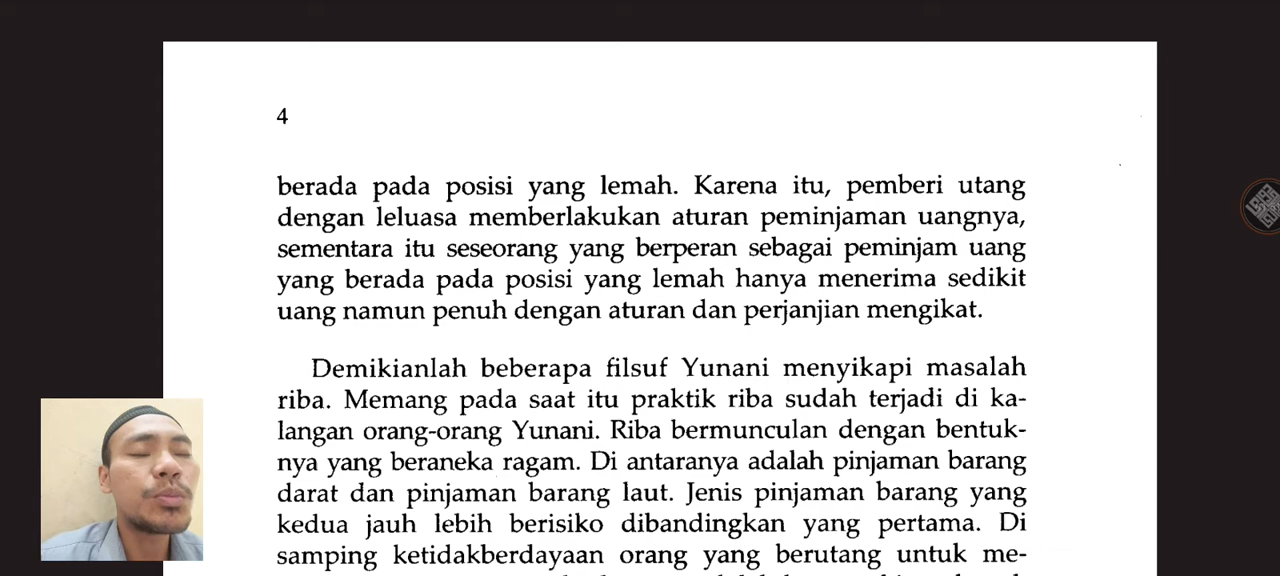 4
berada pada posisi yang lemah. Karena itu, pemberi utang
dengan leluasa memberlakukan aturan peminjaman uangnya,
sementara itu seseorang yang berperan sebagai peminjam uang
yang berada pada posisi yang lemah hanya menerima sedikit
uang namun penuh dengan aturan dan perjanjian mengikat.
Demikianlah beberapa filsuf Yunani menyikapi masalah
riba. Memang pada saat itu praktik riba sudah terjadi di ka-
langan orang-orang Yunani. Riba bermunculan dengan bentuk-
nya yang beraneka ragam. Di antaranya adalah pinjaman barang
darat dan pinjaman barang laut. Jenis pinjaman barang yang
kedua jauh lebih berisiko dibandingkan yang pertama. Di
samping ketidakberdayaan orang yang berutang untuk me-